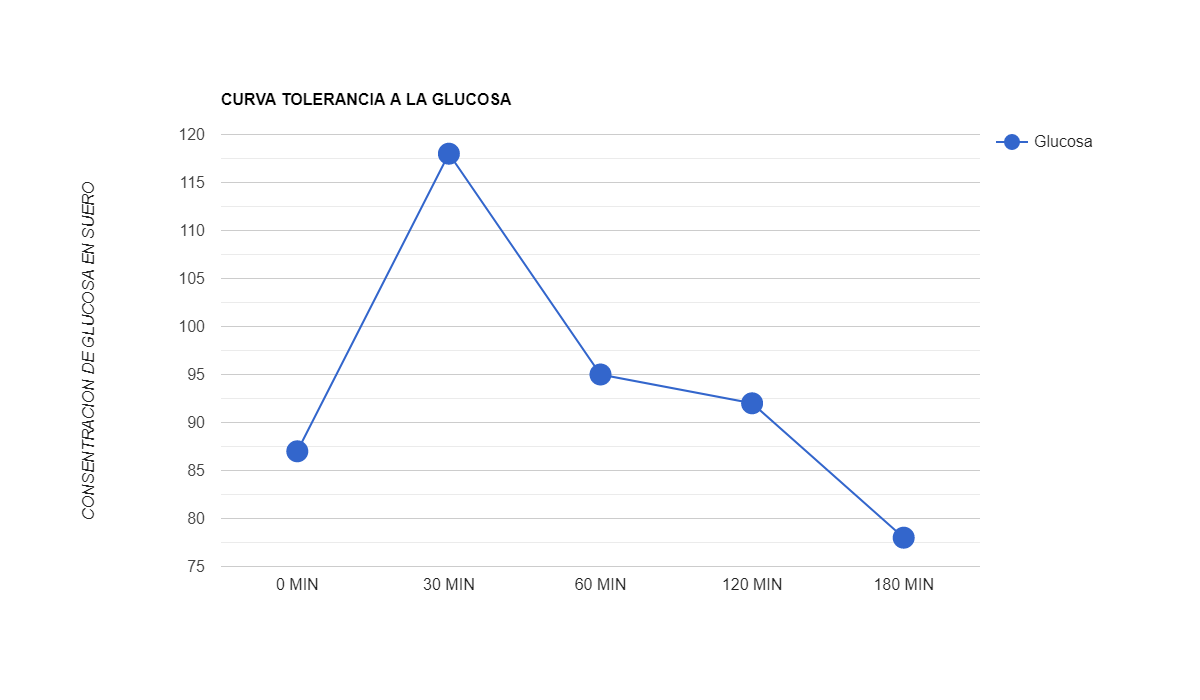 CURVA TOLERANCIA A LA GLUCOSA
Glucosa
CONSENTRACION DE GLUCOSA EN SUERO
120
115
110
105
100
95
90
85
80
75
0 MIN
30 MIN
60 MIN
120 MIN
180 MIN